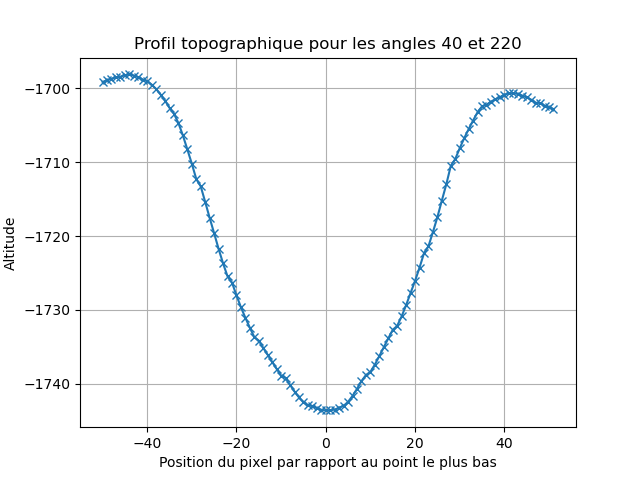 Profil topographique pour les angles 40 et 220
Altitude
−1700
−1710
−1720
−1730
−1740
−40 −20 0 20 40
Position du pixel par rapport au point le plus bas